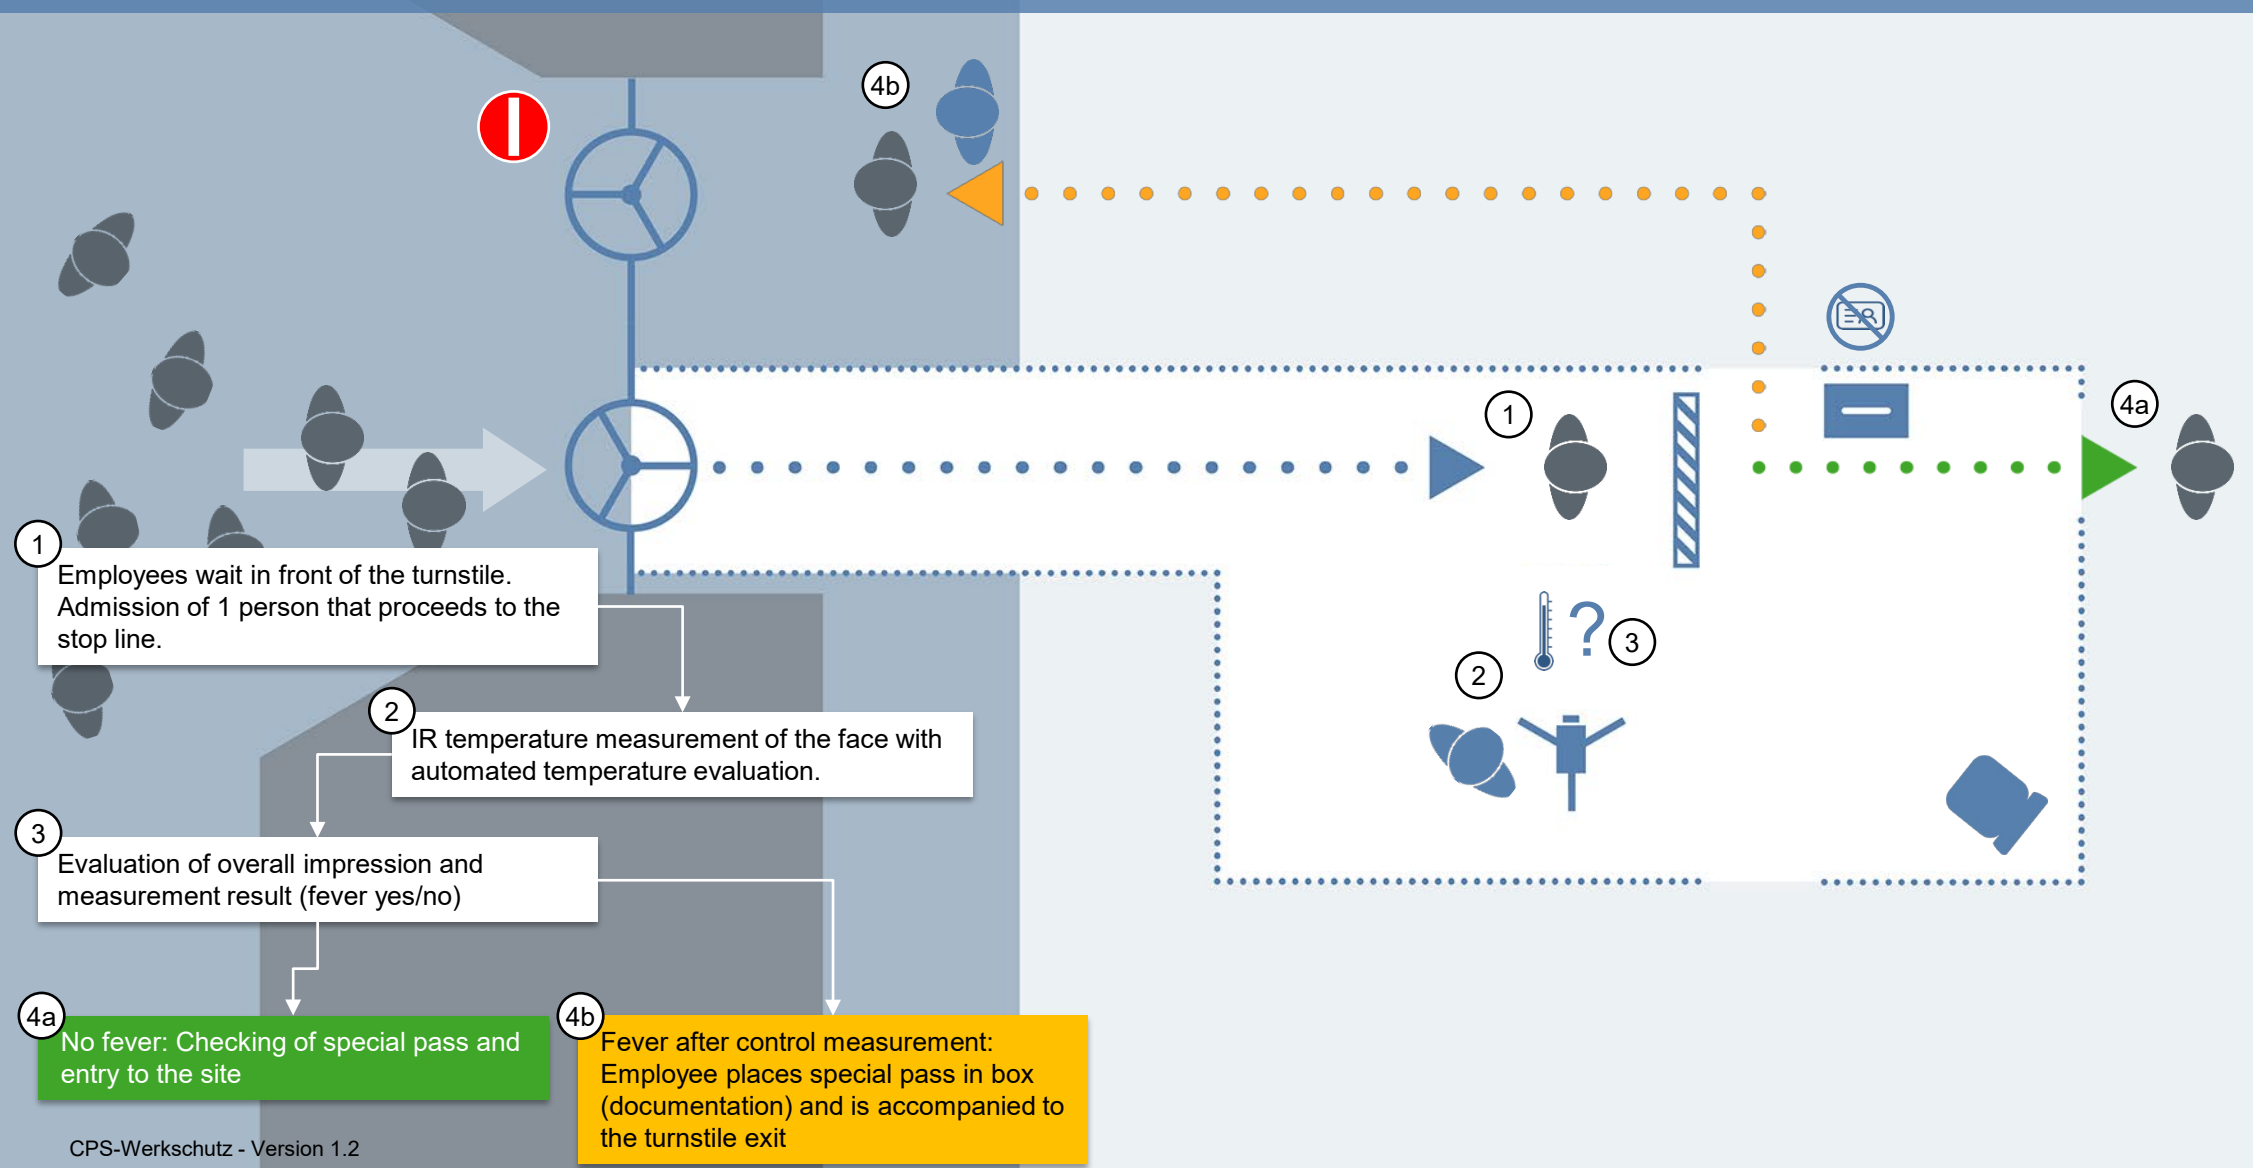 4b
1
4a
?
3
2
1
Employees wait in front of the turnstile.
Admission of 1 person that proceeds to the
stop line.
2
IR temperature measurement of the face with
automated temperature evaluation.
3
Evaluation of overall impression and
measurement result (fever yes/no)
4a
No fever: Checking of special pass and
entry to the site
4b
Fever after control measurement:
Employee places special pass in box
(documentation) and is accompanied to
the turnstile exit
CPS-Werkschutz - Version 1.2